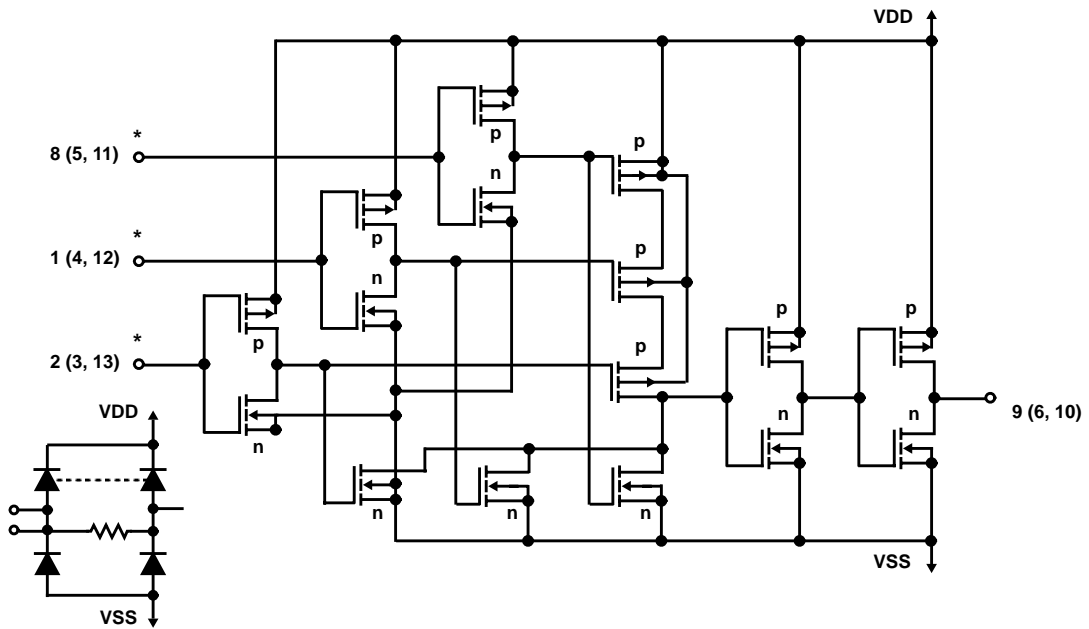 VDD
*
8 (5, 11)
p
n
p
*
1 (4, 12)
p
n
p
*
2 (3, 13)
p
n
p
p
n
p
n
9 (6, 10)
VDD
n
n
n
VSS
VSS